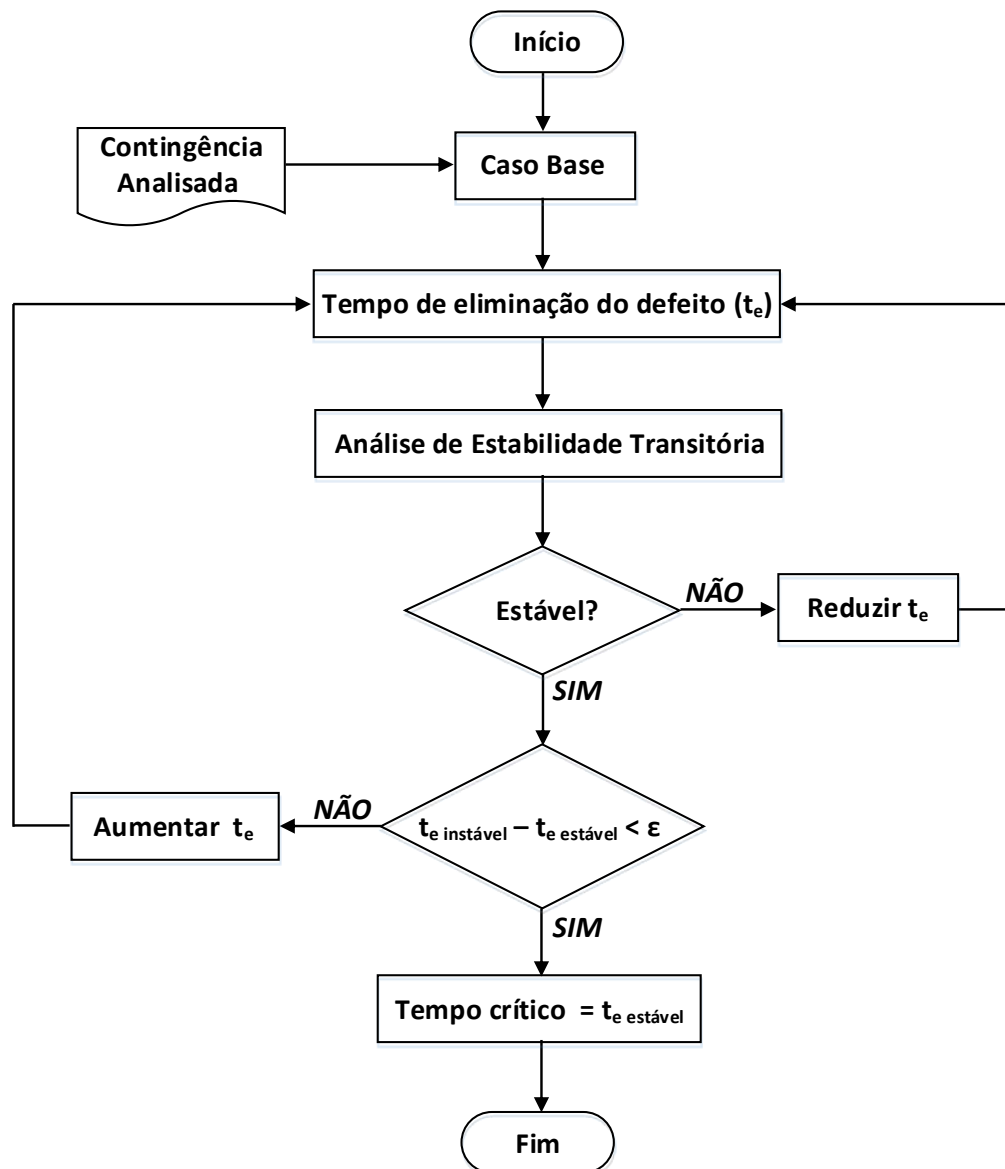 Início
Contingência
Analisada
Caso Base
Tempo de eliminação do defeito (te)
Análise de Estabilidade Transitória
Estável?
NÃO
Reduzir te
SIM
Aumentar te
NÃO
te instável – te estável < ε
SIM
Tempo crítico = te estável
Fim